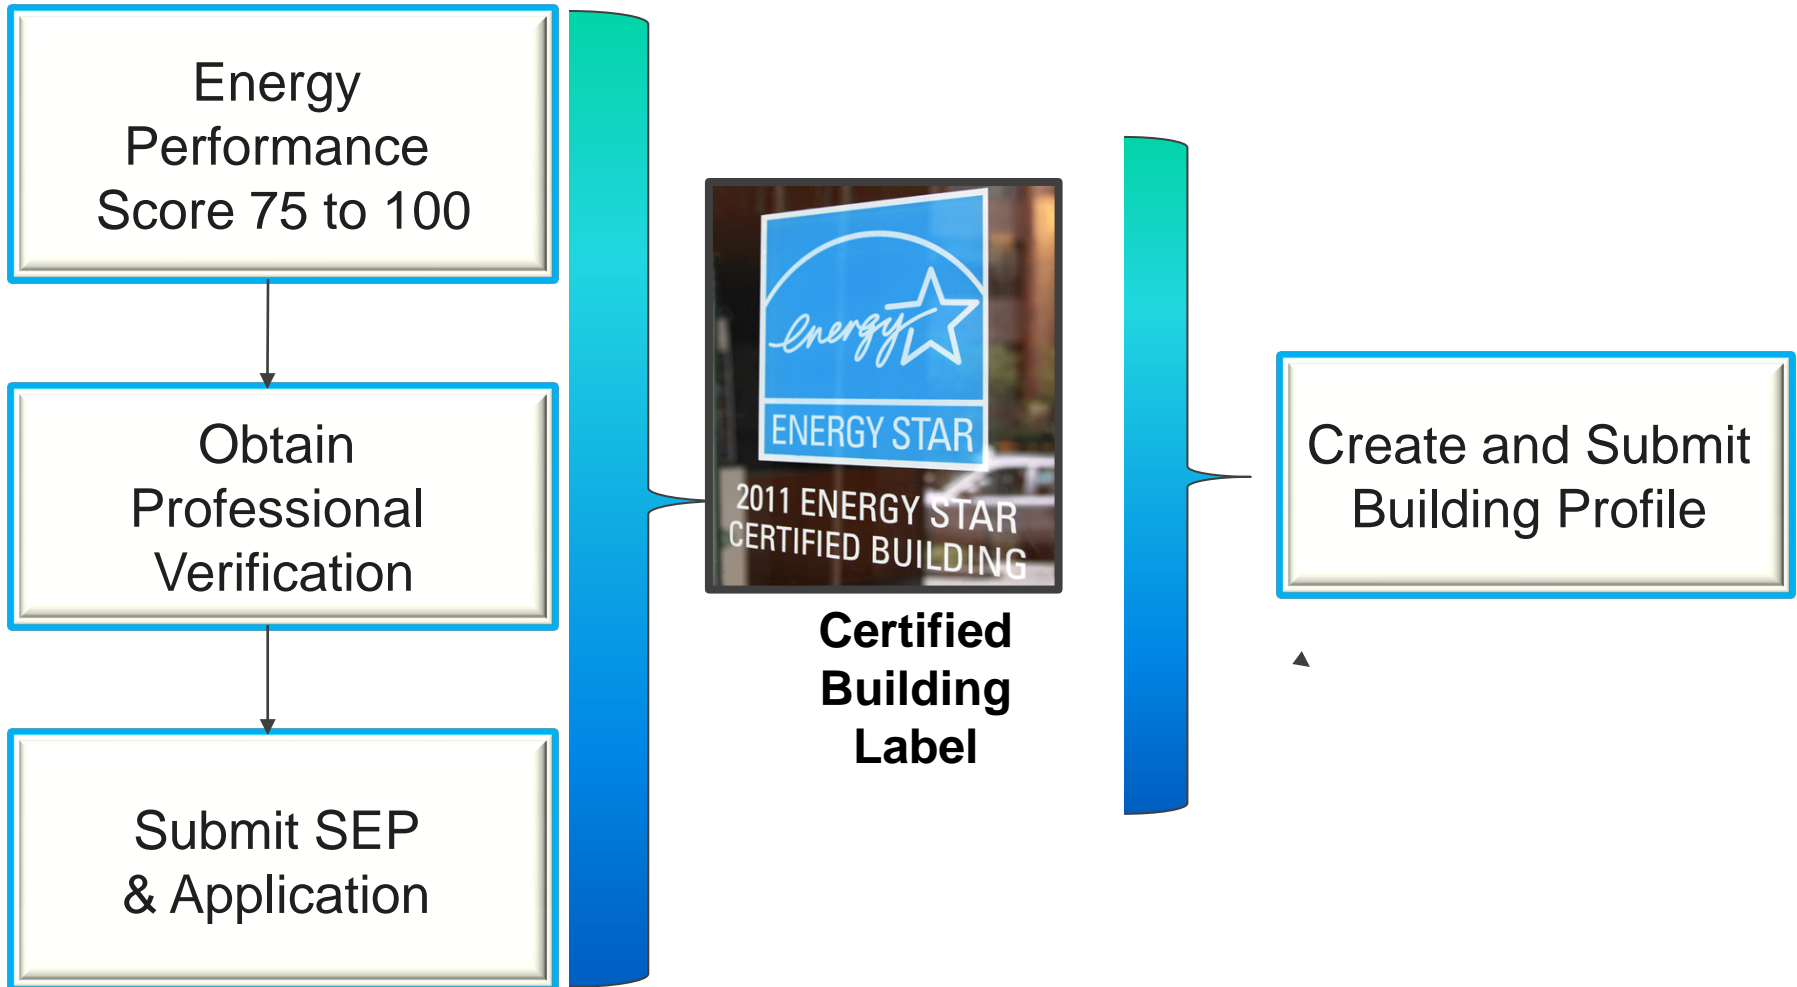 Energy
Performance
Score 75 to 100
Obtain
Professional
Verification
Submit SEP
& Application
energy
ENERGY STAR
2011 ENERGY STAR
CERTIFIED BUILDING
Certified
Building
Label
Create and Submit
Building Profile